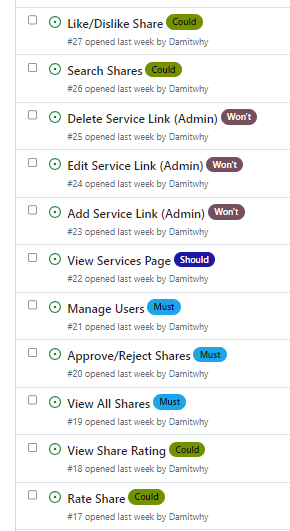 Like/Dislike Share Could
#27 opened last week by Damitwhy
Search Shares Could
#26 opened last week by Damitwhy
Delete Service Link (Admin) Won't
#25 opened last week by Damitwhy
Edit Service Link (Admin) Won't
#24 opened last week by Damitwhy
Add Service Link (Admin) Won't
#23 opened last week by Damitwhy
View Services Page Should
#22 opened last week by Damitwhy
Manage Users Must
#21 opened last week by Damitwhy
Approve/Reject Shares Must
#20 opened last week by Damitwhy
View All Shares Must
#19 opened last week by Damitwhy
View Share Rating Could
#18 opened last week by Damitwhy
Rate Share Could
#17 opened last week by Damitwhy